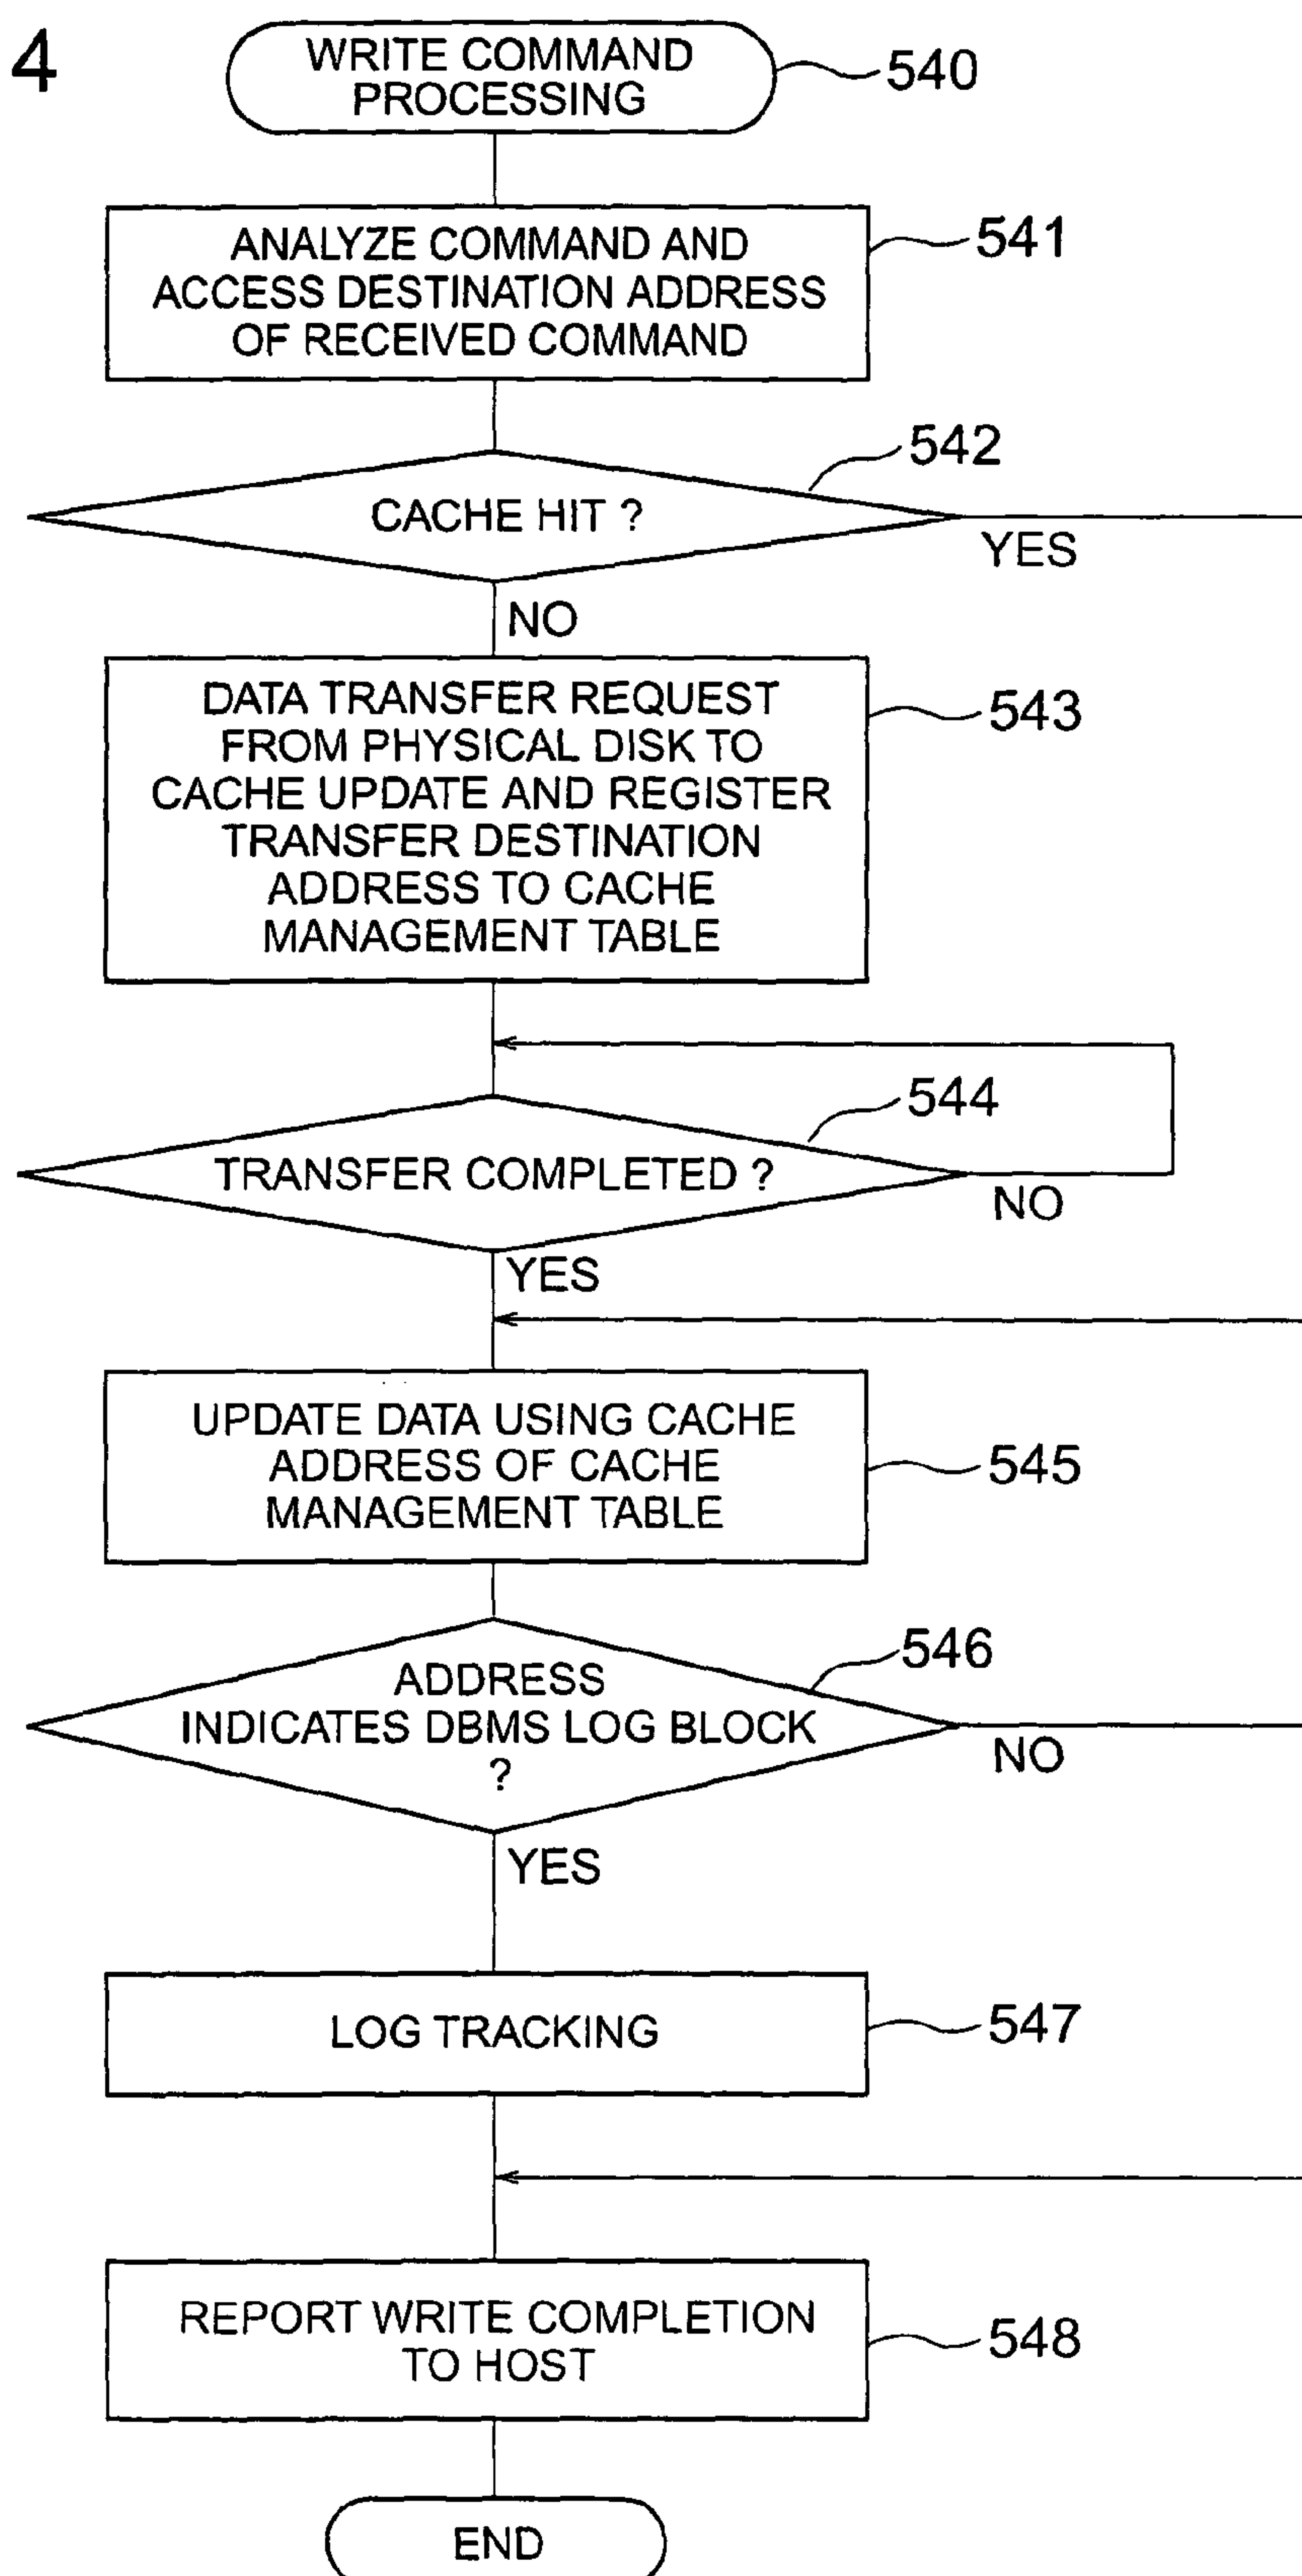 4
WRITE COMMAND
PROCESSING
540
ANALYZE COMMAND AND
ACCESS DESTINATION ADDRESS
OF RECEIVED COMMAND
541
CACHE HIT ?
542
YES
NO
DATA TRANSFER REQUEST
FROM PHYSICAL DISK TO
CACHE UPDATE AND REGISTER
TRANSFER DESTINATION
ADDRESS TO CACHE
MANAGEMENT TABLE
543
TRANSFER COMPLETED ?
544
NO
YES
UPDATE DATA USING CACHE
ADDRESS OF CACHE
MANAGEMENT TABLE
545
ADDRESS
INDICATES DBMS LOG BLOCK
?
546
NO
YES
LOG TRACKING
547
REPORT WRITE COMPLETION
TO HOST
548
END